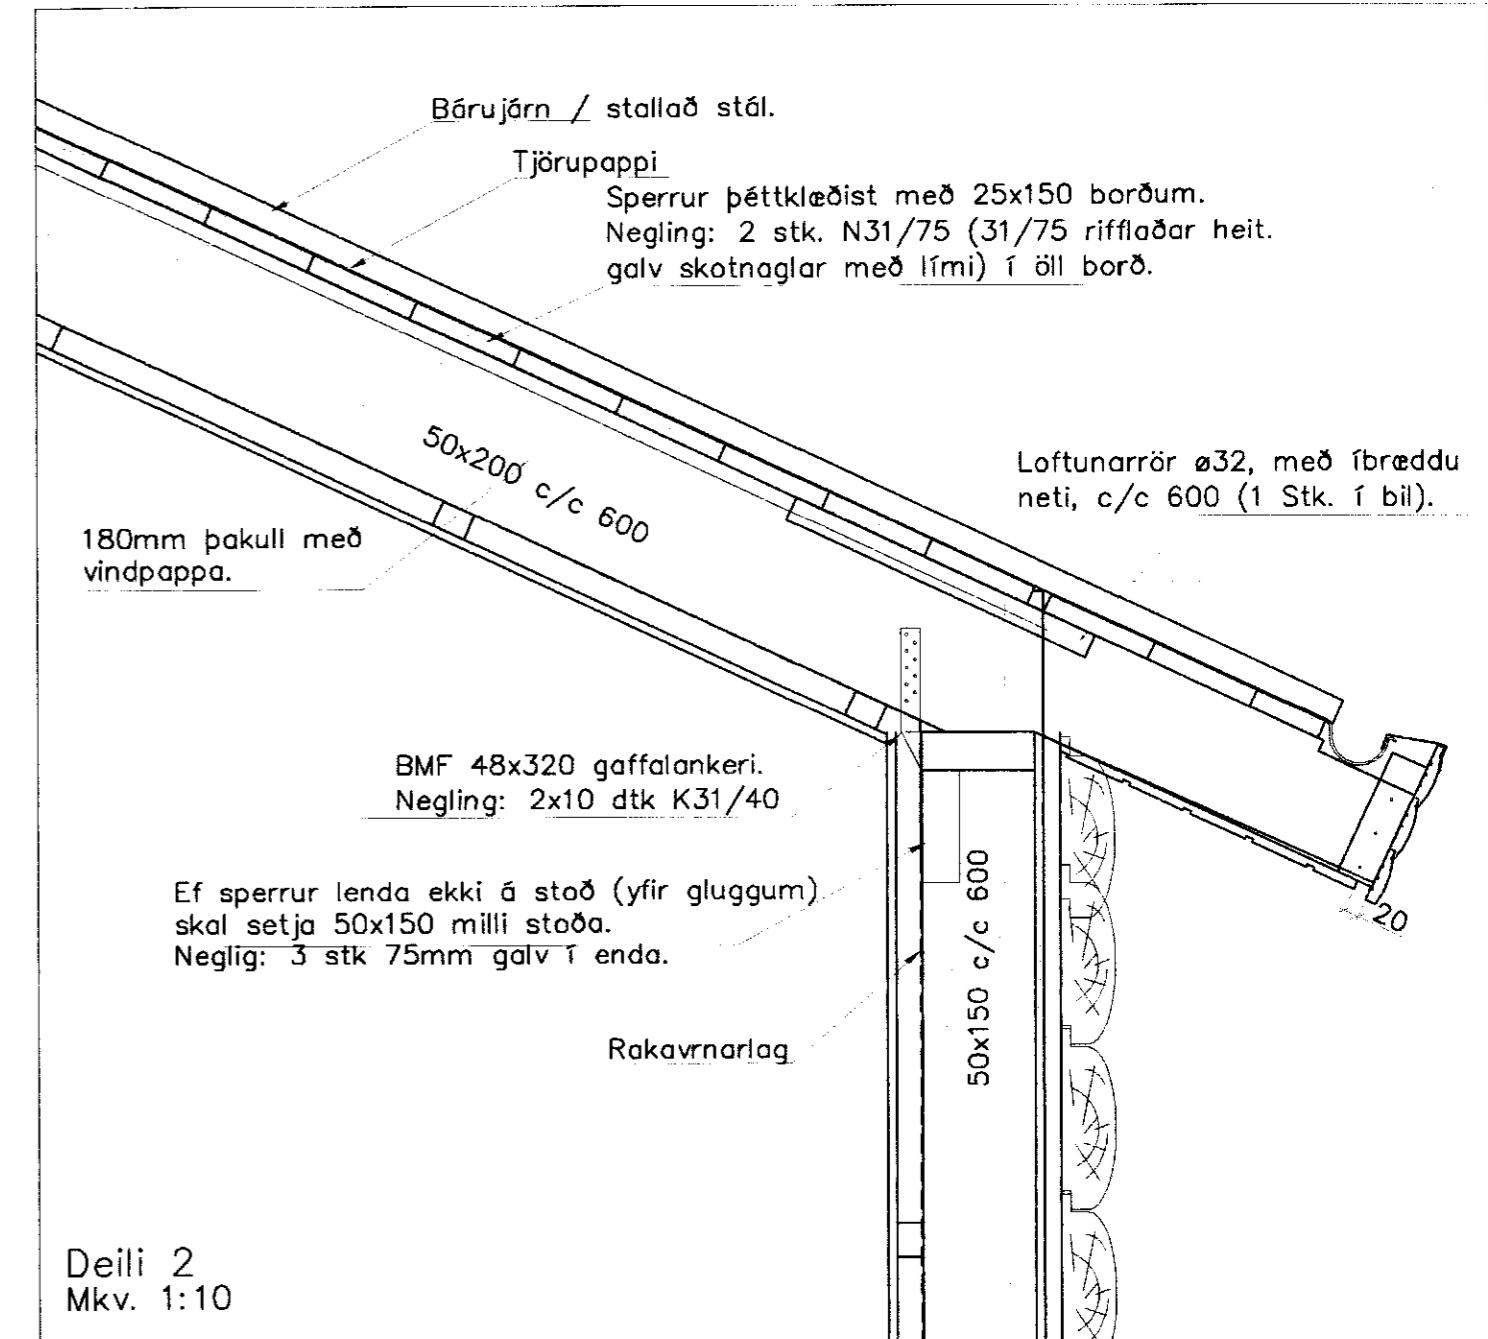 Bárujárn / stallað stál.
Tjörupappi
Sperrur þéttklæðist með 25x150 borðum.
Negling: 2 stk. N31/75 (31/75 rifflaðar heit.
galv skotnaglar með lími) í öll borð.
50x200 c/c 600
Loftunarrör ø32, með íbræddu
neti, c/c 600 (1 Stk. í bil).
180mm þakull með
vindpappa.
BMF 48x320 gaffalankeri.
Negling: 2x10 dtk K31/40
Ef sperrur lenda ekki á stoð (yfir gluggum)
skal setja 50x150 milli stoða.
Neglig: 3 stk 75mm galv í enda.
20
50x150 c/c 600
Rakavrnarlag
Deili 2
Mkv. 1:10